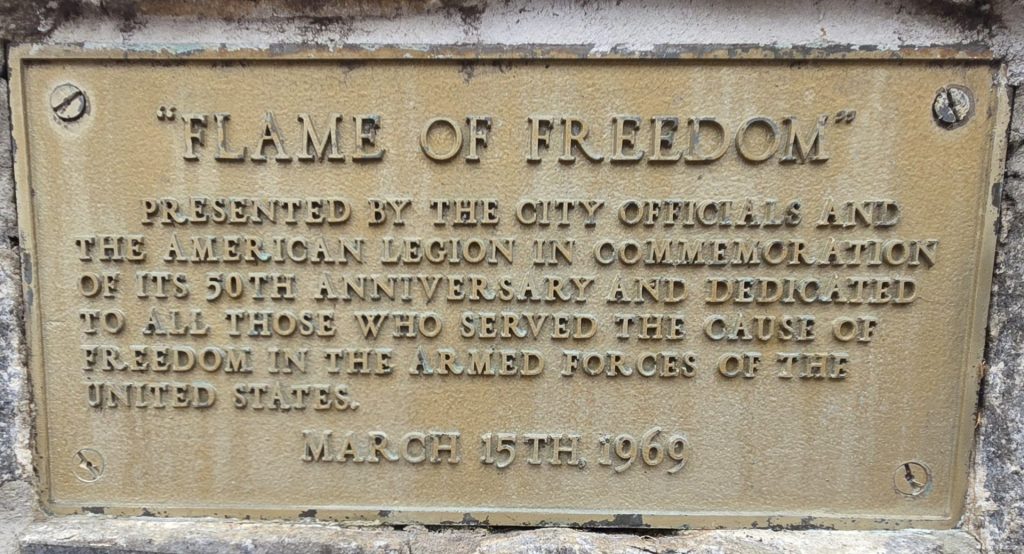 "FLAME OF FREEDOM"
PRESENTED BY THE CITY OFFICIALS AND
THE AMERICAN LEGION IN COMMEMORATION
OF ITS 50TH ANNIVERSARY AND DEDICATED
TO ALL THOSE WHO SERVED THE CAUSE OF
FREEDOM IN THE ARMED FORCES OF THE
UNITED STATES.
MARCH 15TH, 1969